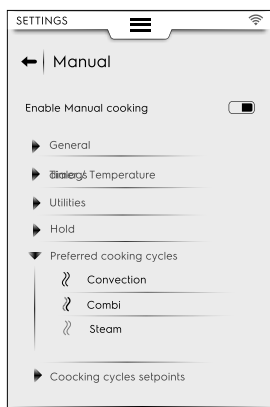 SETTINGS
Manual
Enable Manual cooking
General
Temperature
Utilities
Hold
Preferred cooking cycles
Convection
Combi
Steam
Coocking cycles setpoints